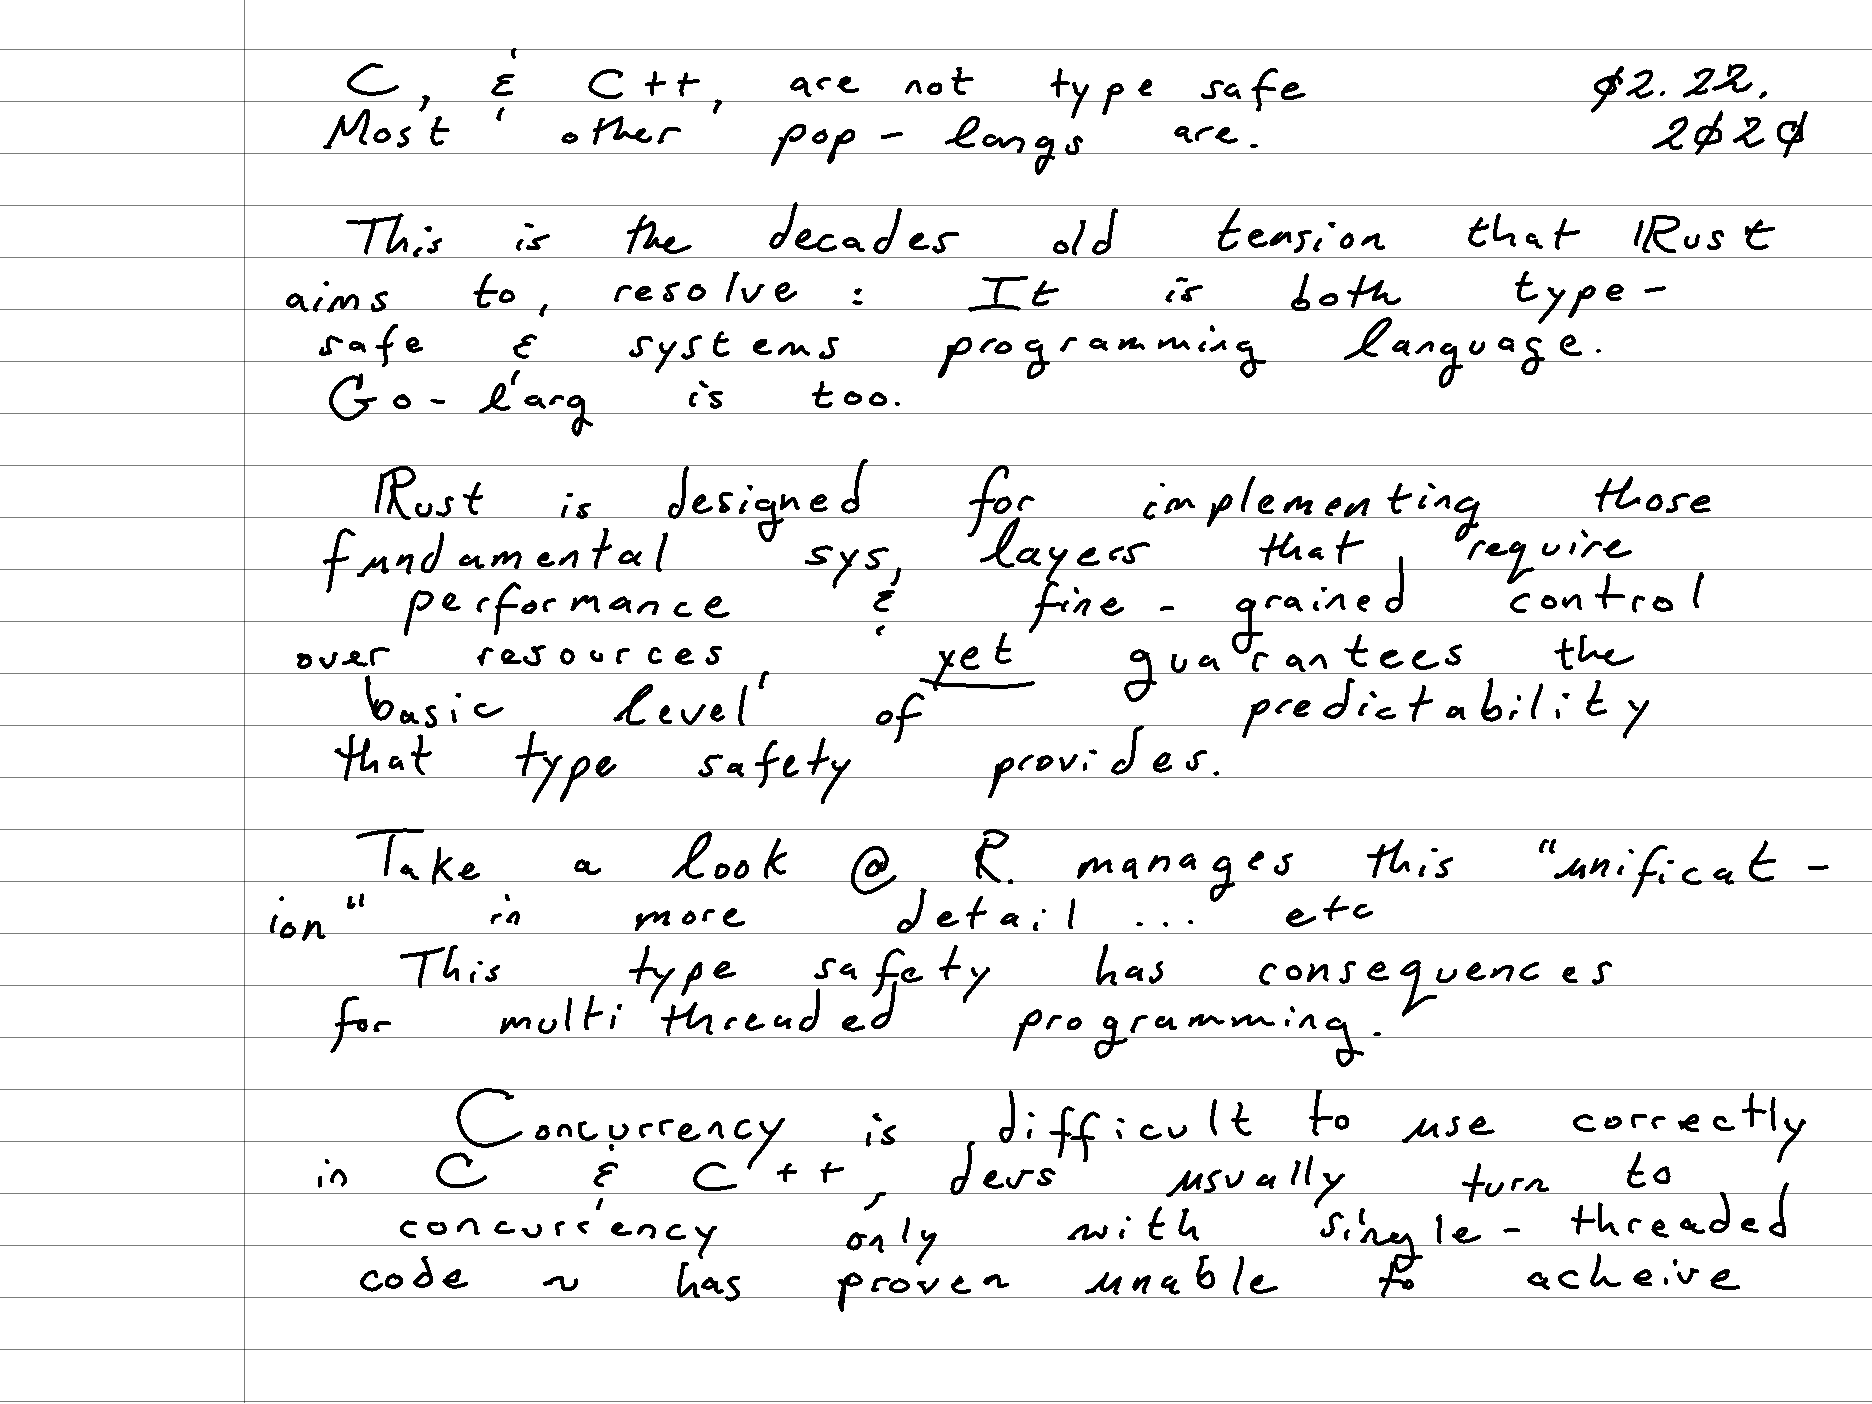 C, & C++, are not type safe 02.22.
Most other pop-langs are. 2020
This is the decades old tension that Rust
aims to, resolve: It is both type-
safe & systems programming language.
Go-lang is too.
Rust is designed for implementing those
fundamental sys, layers that require
performance & fine-grained control
over resources, yet guarantees the
basic level of predictability
that type safety provides.
Take a look @ R. manages this "unificat-
ion" in more detail ... etc
This type safety has consequences
for multi threaded programming.
Concurrency is difficult to use correctly
in C & C++, devs usually turn to
concurrency only with single-threaded
code ~ has proven unable to acheive